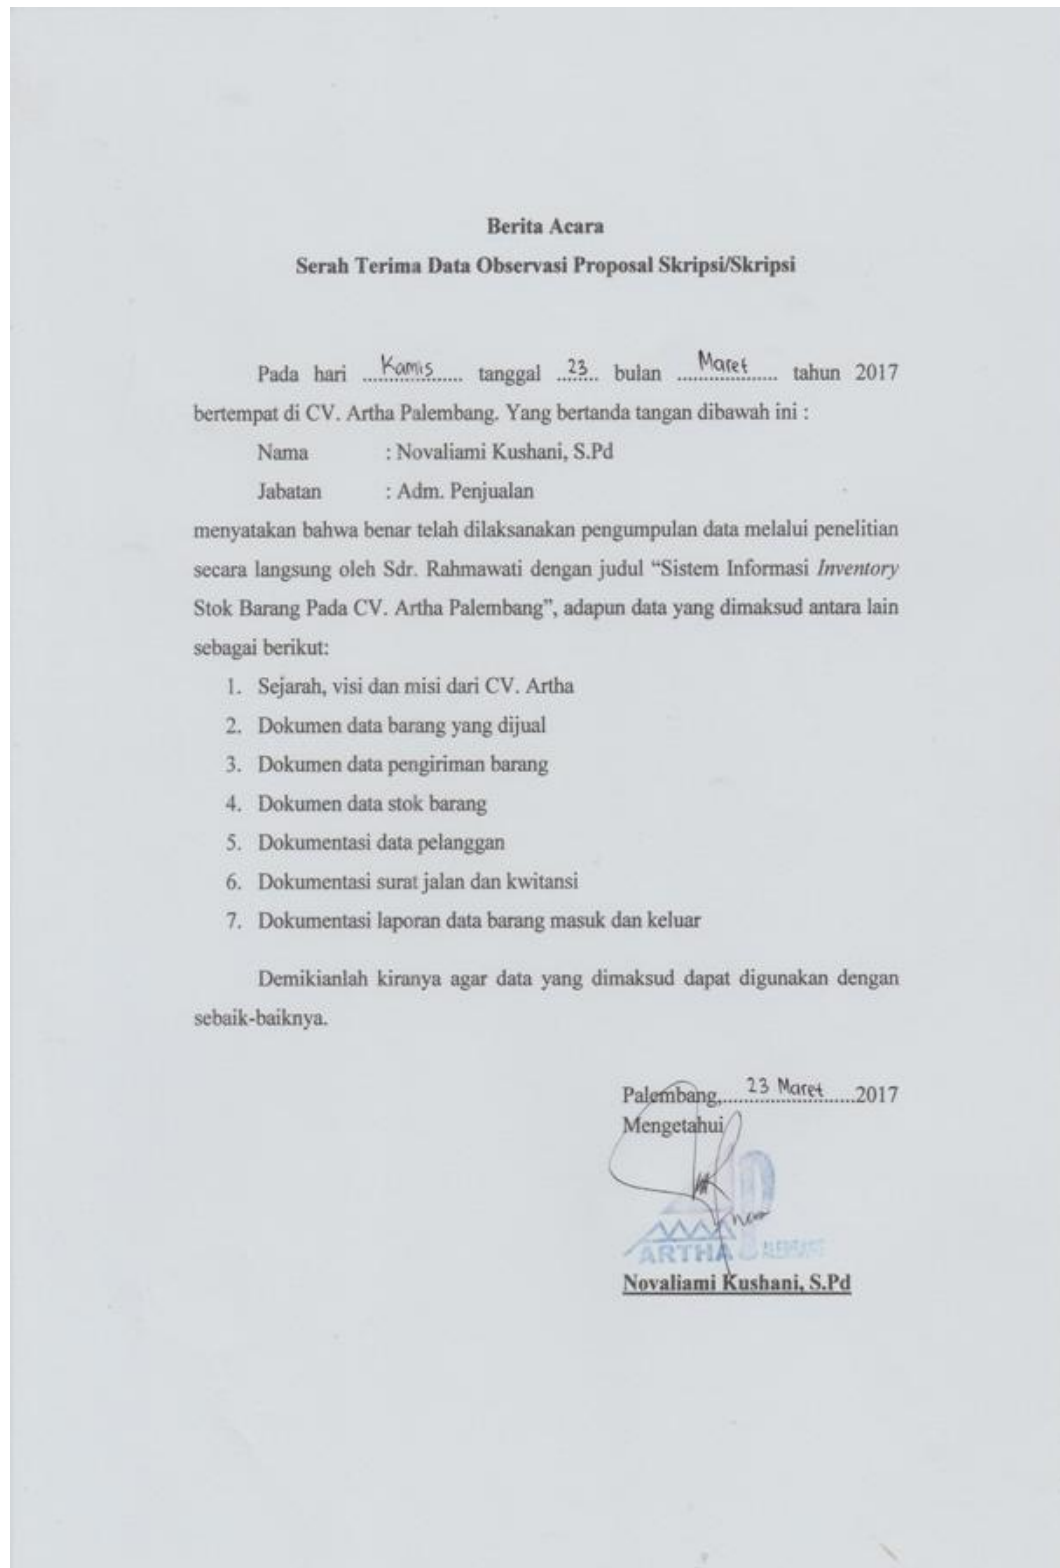 Berita Acara
Serah Terima Data Observasi Proposal Skripsi/Skripsi
Pada hari ....Kamis.... tanggal ..23.. bulan ....Maret.... tahun 2017
bertempat di CV. Artha Palembang. Yang bertanda tangan dibawah ini :
Nama : Novaliami Kushani, S.Pd
Jabatan : Adm. Penjualan
menyatakan bahwa benar telah dilaksanakan pengumpulan data melalui penelitian
secara langsung oleh Sdr. Rahmawati dengan judul “Sistem Informasi Inventory
Stok Barang Pada CV. Artha Palembang”, adapun data yang dimaksud antara lain
sebagai berikut:
1. Sejarah, visi dan misi dari CV. Artha
2. Dokumen data barang yang dijual
3. Dokumen data pengiriman barang
4. Dokumen data stok barang
5. Dokumentasi data pelanggan
6. Dokumentasi surat jalan dan kwitansi
7. Dokumentasi laporan data barang masuk dan keluar
Demikianlah kiranya agar data yang dimaksud dapat digunakan dengan
sebaik-baiknya.
Palembang,....23 Maret....2017
Mengetahui
ARTHA
Novaliami Kushani, S.Pd